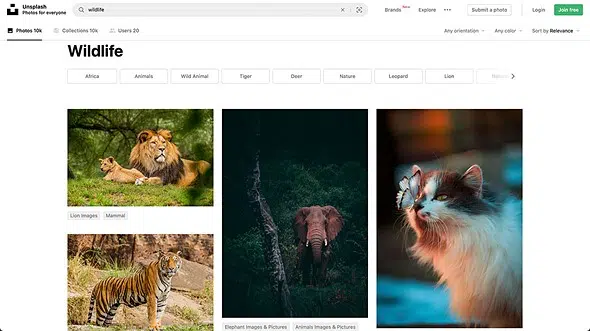 Unsplash
Photos for everyone
wildlife
Brands New
Explore
Submit a photo
Login
Join free
Photos 10k
Collections 10k
Users 20
Any orientation
Any color
Sort by Relevance
Wildlife
Africa
Animals
Wild Animal
Tiger
Deer
Nature
Leopard
Lion
Lion Images
Mammal
Elephant Images & Pictures
Animals Images & Pictures